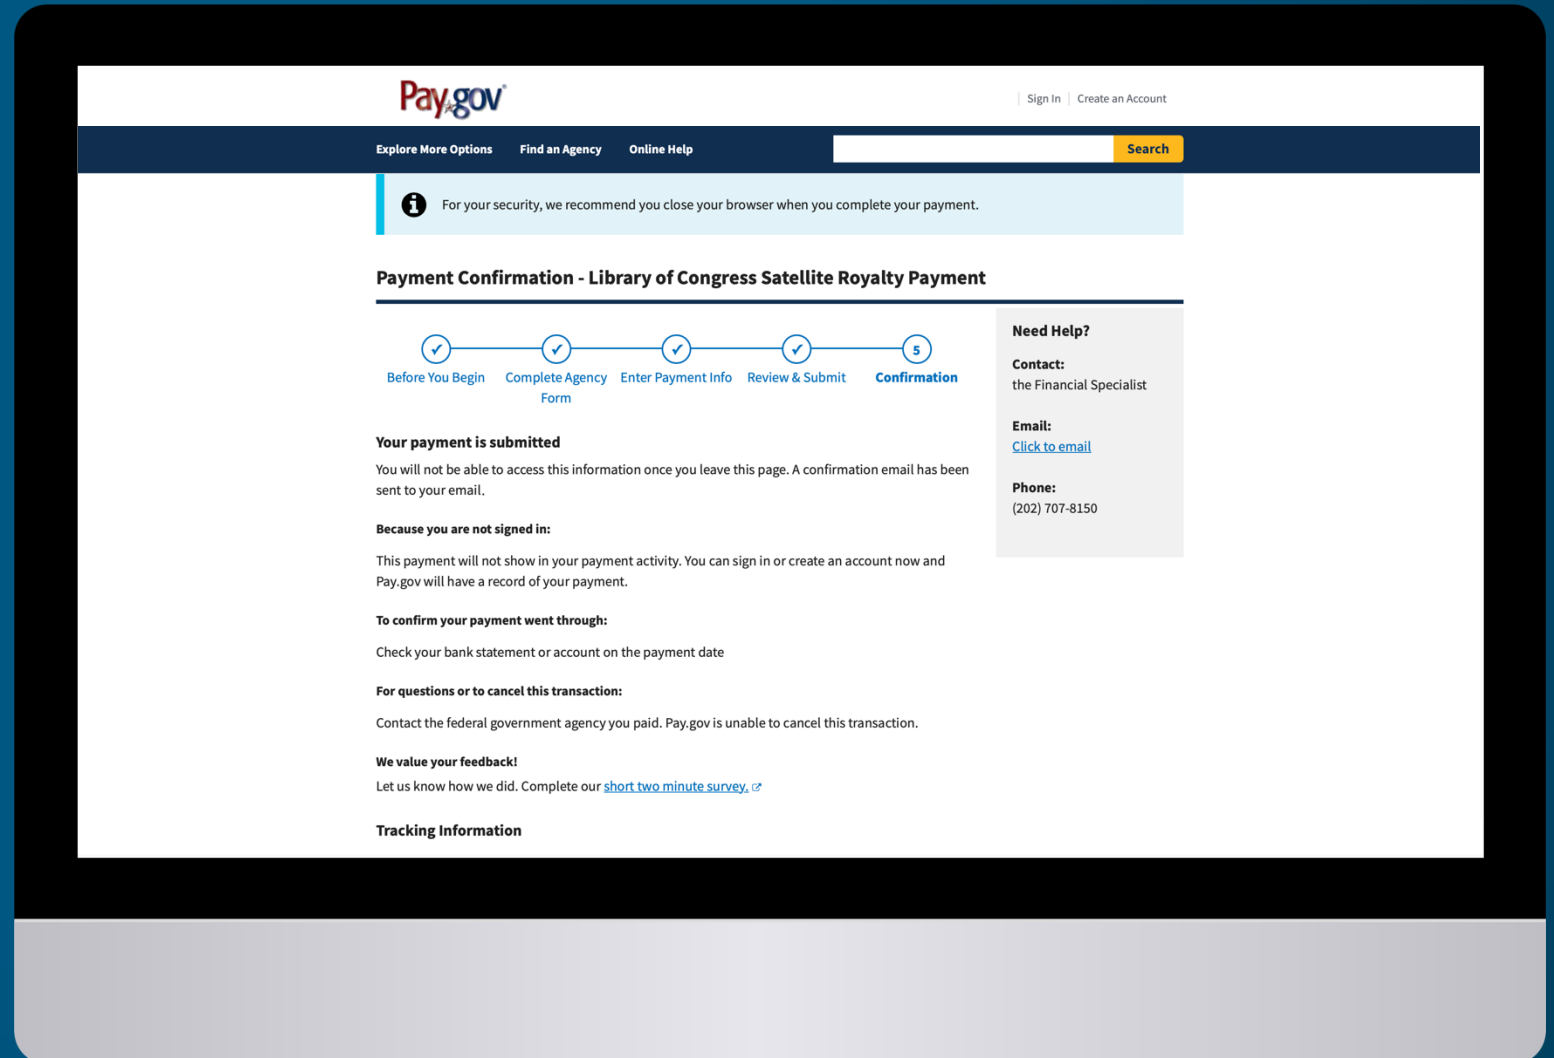 Pay.gov
Sign In
Create an Account
Explore More Options
Find an Agency
Online Help
Search
For your security, we recommend you close your browser when you complete your payment.
Payment Confirmation - Library of Congress Satellite Royalty Payment
Before You Begin
Complete Agency
Form
Enter Payment Info
Review & Submit
5
Confirmation
Your payment is submitted
You will not be able to access this information once you leave this page. A confirmation email has been
sent to your email.
Because you are not signed in:
This payment will not show in your payment activity. You can sign in or create an account now and
Pay.gov will have a record of your payment.
To confirm your payment went through:
Check your bank statement or account on the payment date
For questions or to cancel this transaction:
Contact the federal government agency you paid. Pay.gov is unable to cancel this transaction.
We value your feedback!
Let us know how we did. Complete our short two minute survey.
Tracking Information
Need Help?
Contact:
the Financial Specialist
Email:
Click to email
Phone:
(202) 707-8150